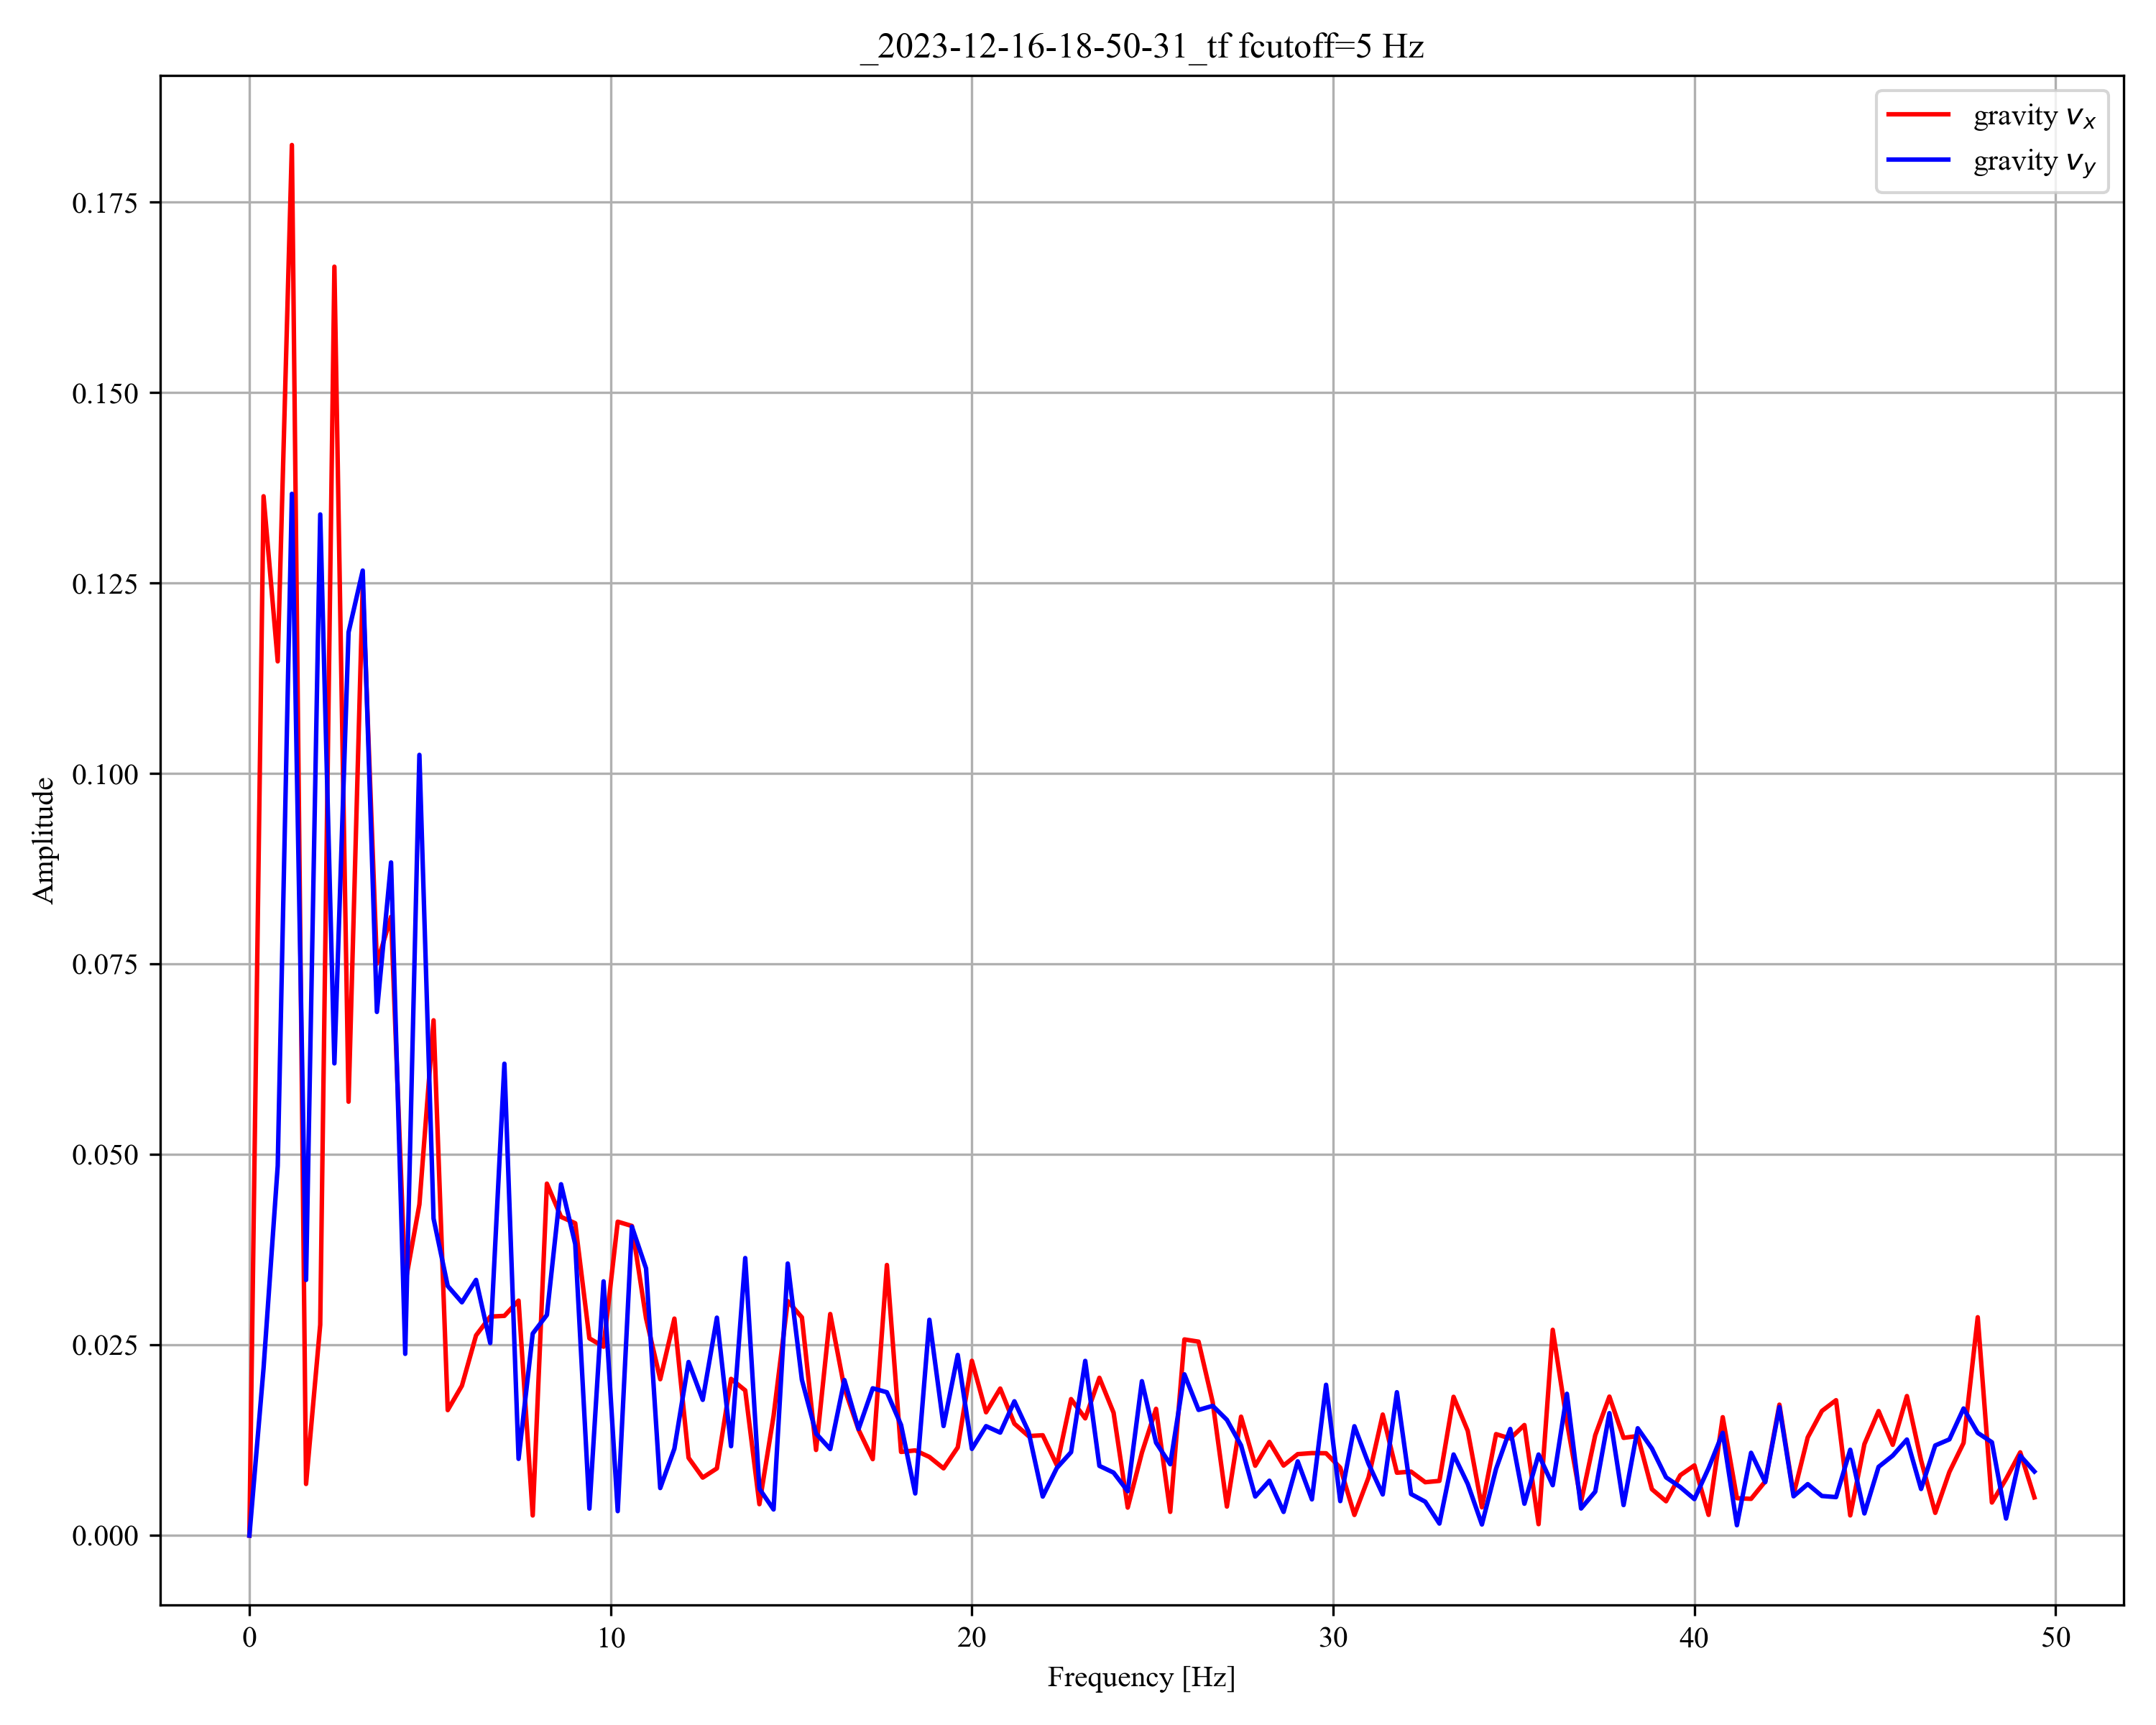 _2023-12-16-18-50-31_tf fcutoff=5 Hz
gravity vₓ
gravity v_y
0.175
0.150
0.125
0.100
0.075
0.050
0.025
0.000
Amplitude
0 10 20 30 40 50
Frequency [Hz]